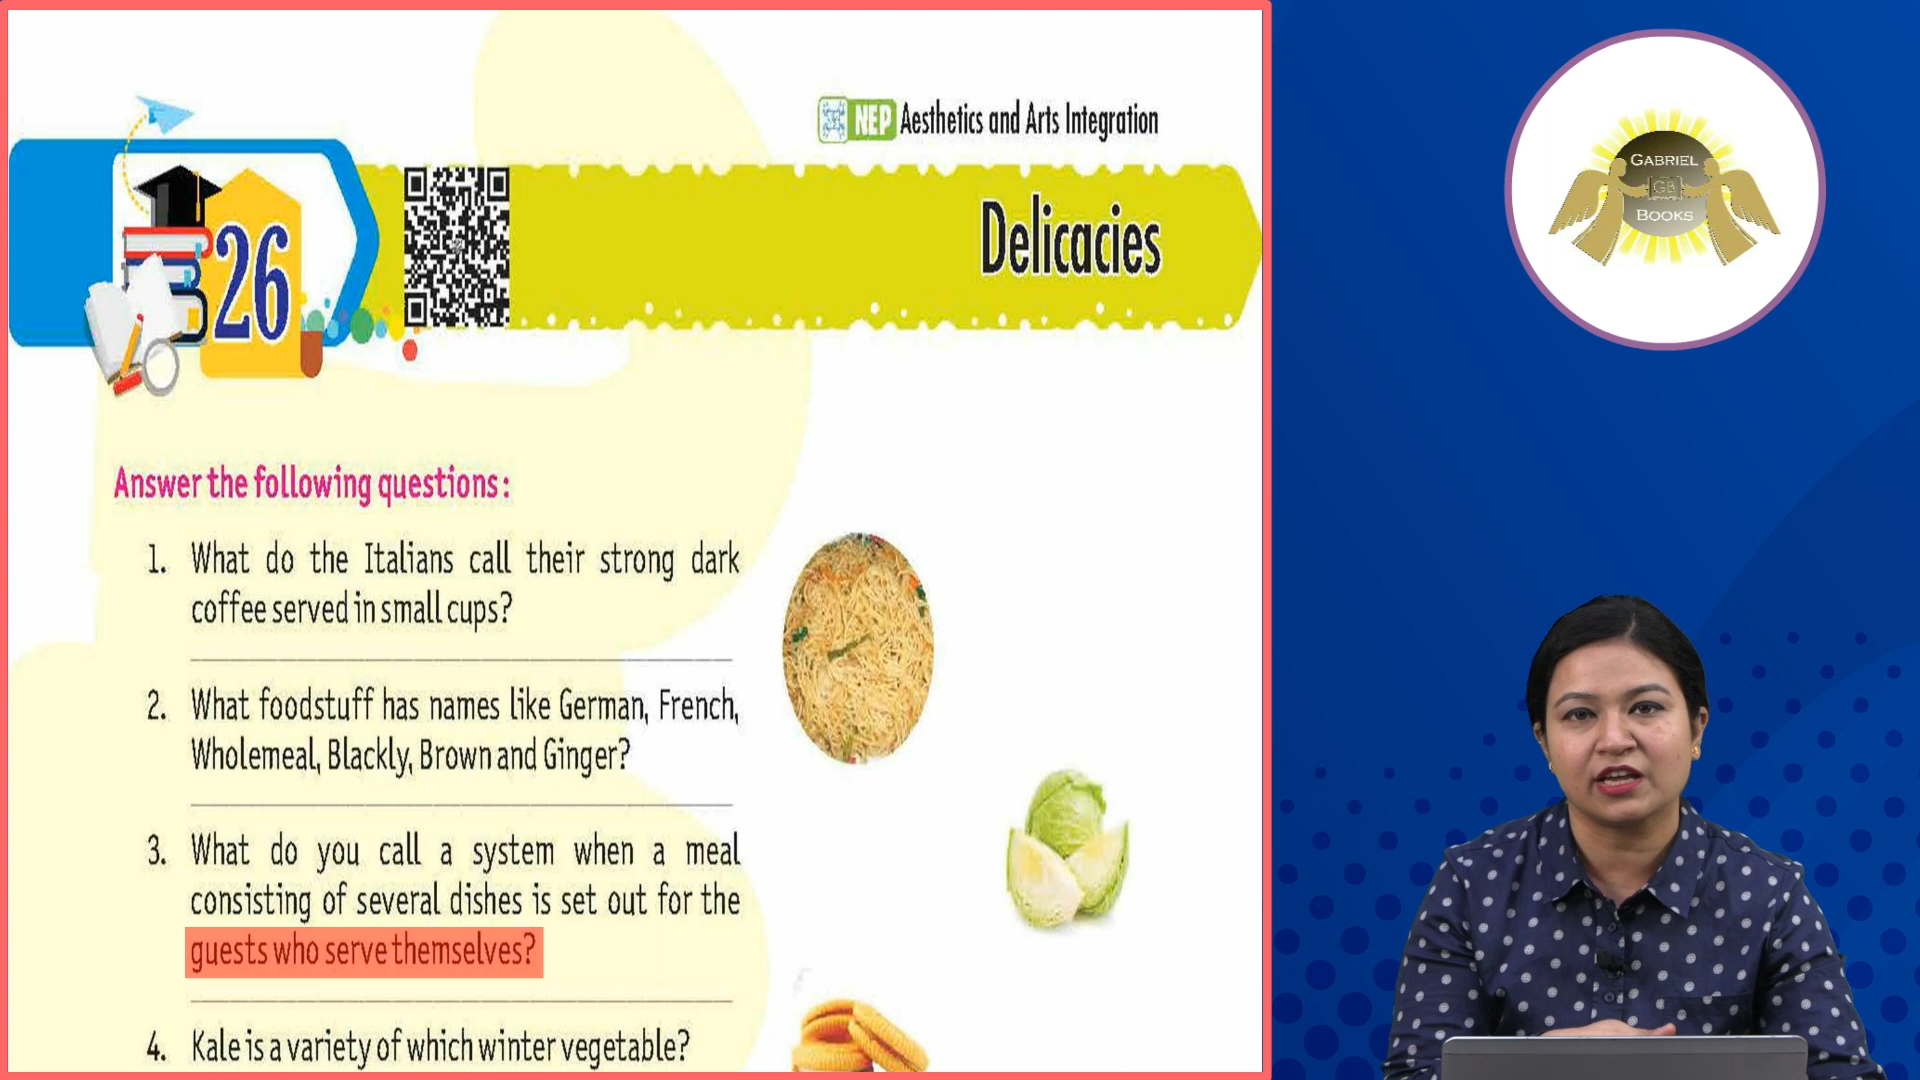 NEP Aesthetics and Arts Integration
26
Delicacies
Answer the following questions:
1. What do the Italians call their strong dark
coffee served in small cups?
2. What foodstuff has names like German, French,
Wholemeal, Blackly, Brown and Ginger?
3. What do you call a system when a meal
consisting of several dishes is set out for the
guests who serve themselves?
4. Kale is a variety of which winter vegetable?
GABRIEL
GB
BOOKS